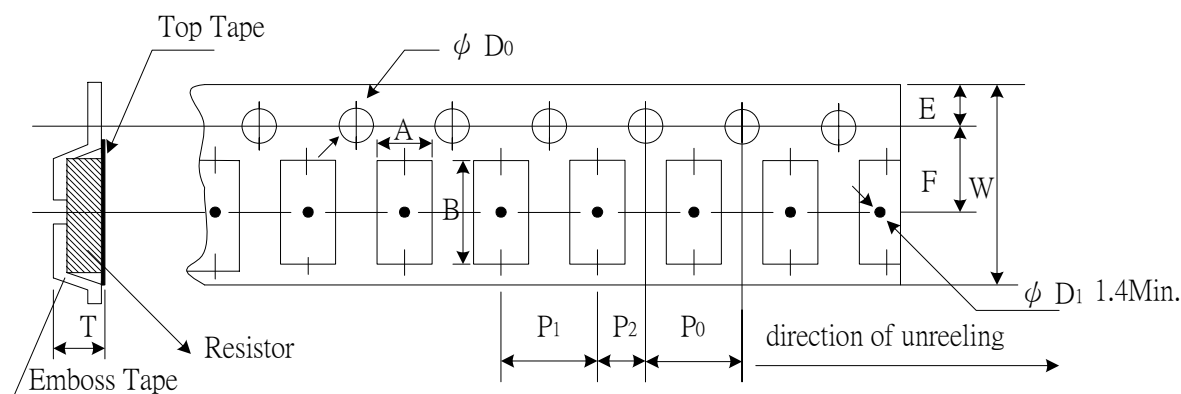 Top Tape
ψ D0
E
A
F
W
B
ψ D1 1.4Min.
T
P1
P2
P0
direction of unreeling
Resistor
Emboss Tape